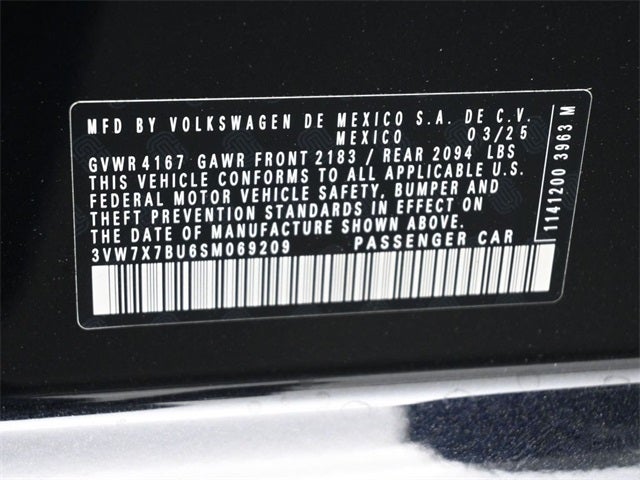 MFD BY VOLKSWAGEN DE MEXICO S.A. DE C.V.
MEXICO 03/25
GVWR 4167 GAWR FRONT 2183 / REAR 2094 LBS
THIS VEHICLE CONFORMS TO ALL APPLICABLE U.S.
FEDERAL MOTOR VEHICLE SAFETY, BUMPER AND
THEFT PREVENTION STANDARDS IN EFFECT ON
THE DATE OF MANUFACTURE SHOWN ABOVE.
3VW7X7BU6SM069209 PASSENGER CAR
1141200 3963 M